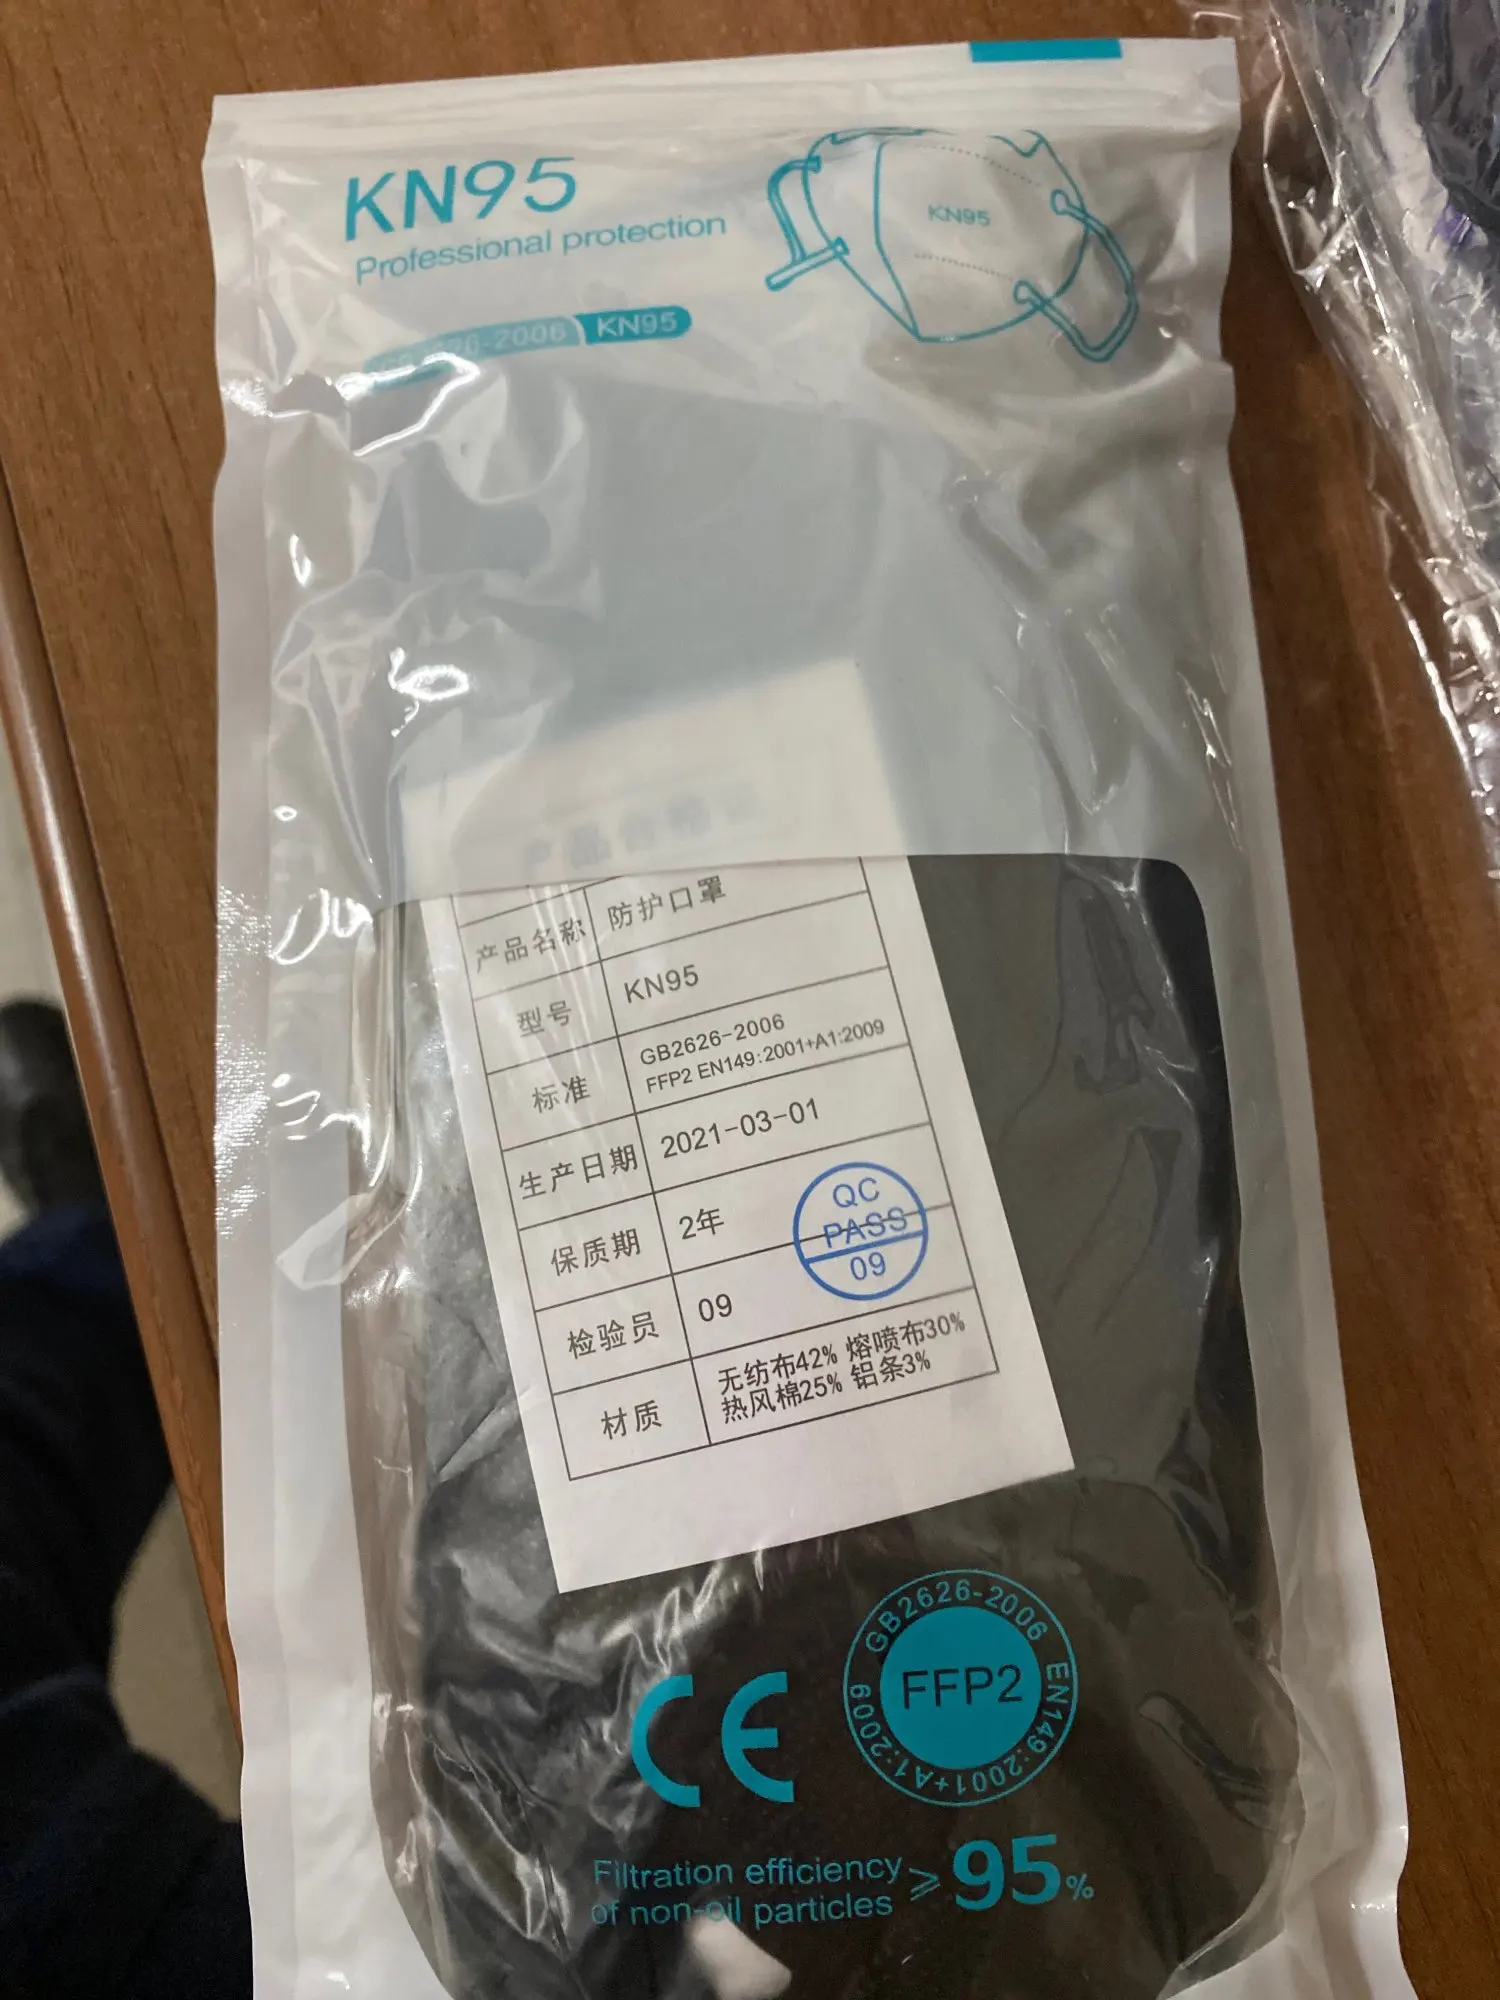 KN95
Professional protection
KN95
26-2006 KN95
产品名称 防护口罩
型号 KN95
标准 GB2626-2006
FFP2 EN149:2001+A1:2009
生产日期 2021-03-01
保质期 2年
检验员 09
QC
PASS
09
材质 无纺布42% 熔喷布30%
热风棉25% 铝条3%
CE
GB2626-2006 EN149:2001+A1:2009
FFP2
Filtration efficiency
of non-oil particles ≥ 95%